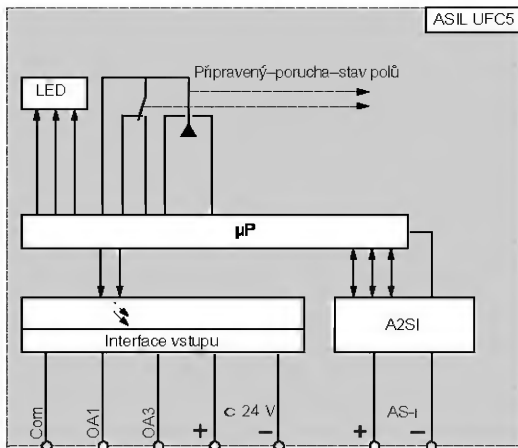 ASIL UFC5
Připravený–porucha–stav polů
LED
µP
A2SI
Interface vstupu
Com
OA1
OA3
+
c 24 V
–
+
AS-i
–